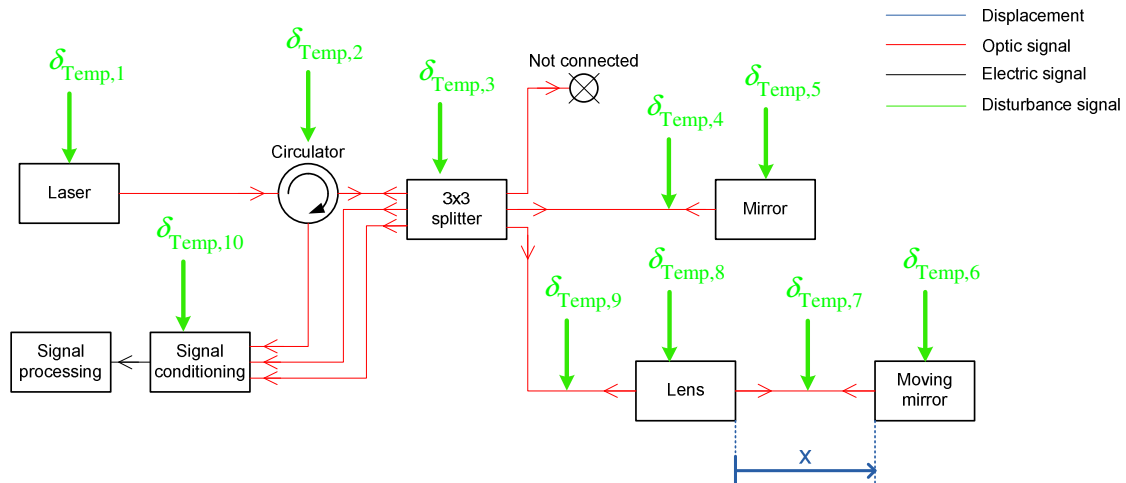 Displacement
Optic signal
Electric signal
Disturbance signal
δTemp,1
δTemp,2
δTemp,3
Not connected
δTemp,4
δTemp,5
Circulator
Laser
3x3
splitter
Mirror
δTemp,10
δTemp,9
δTemp,8
δTemp,7
δTemp,6
Signal
processing
Signal
conditioning
Lens
Moving
mirror
x